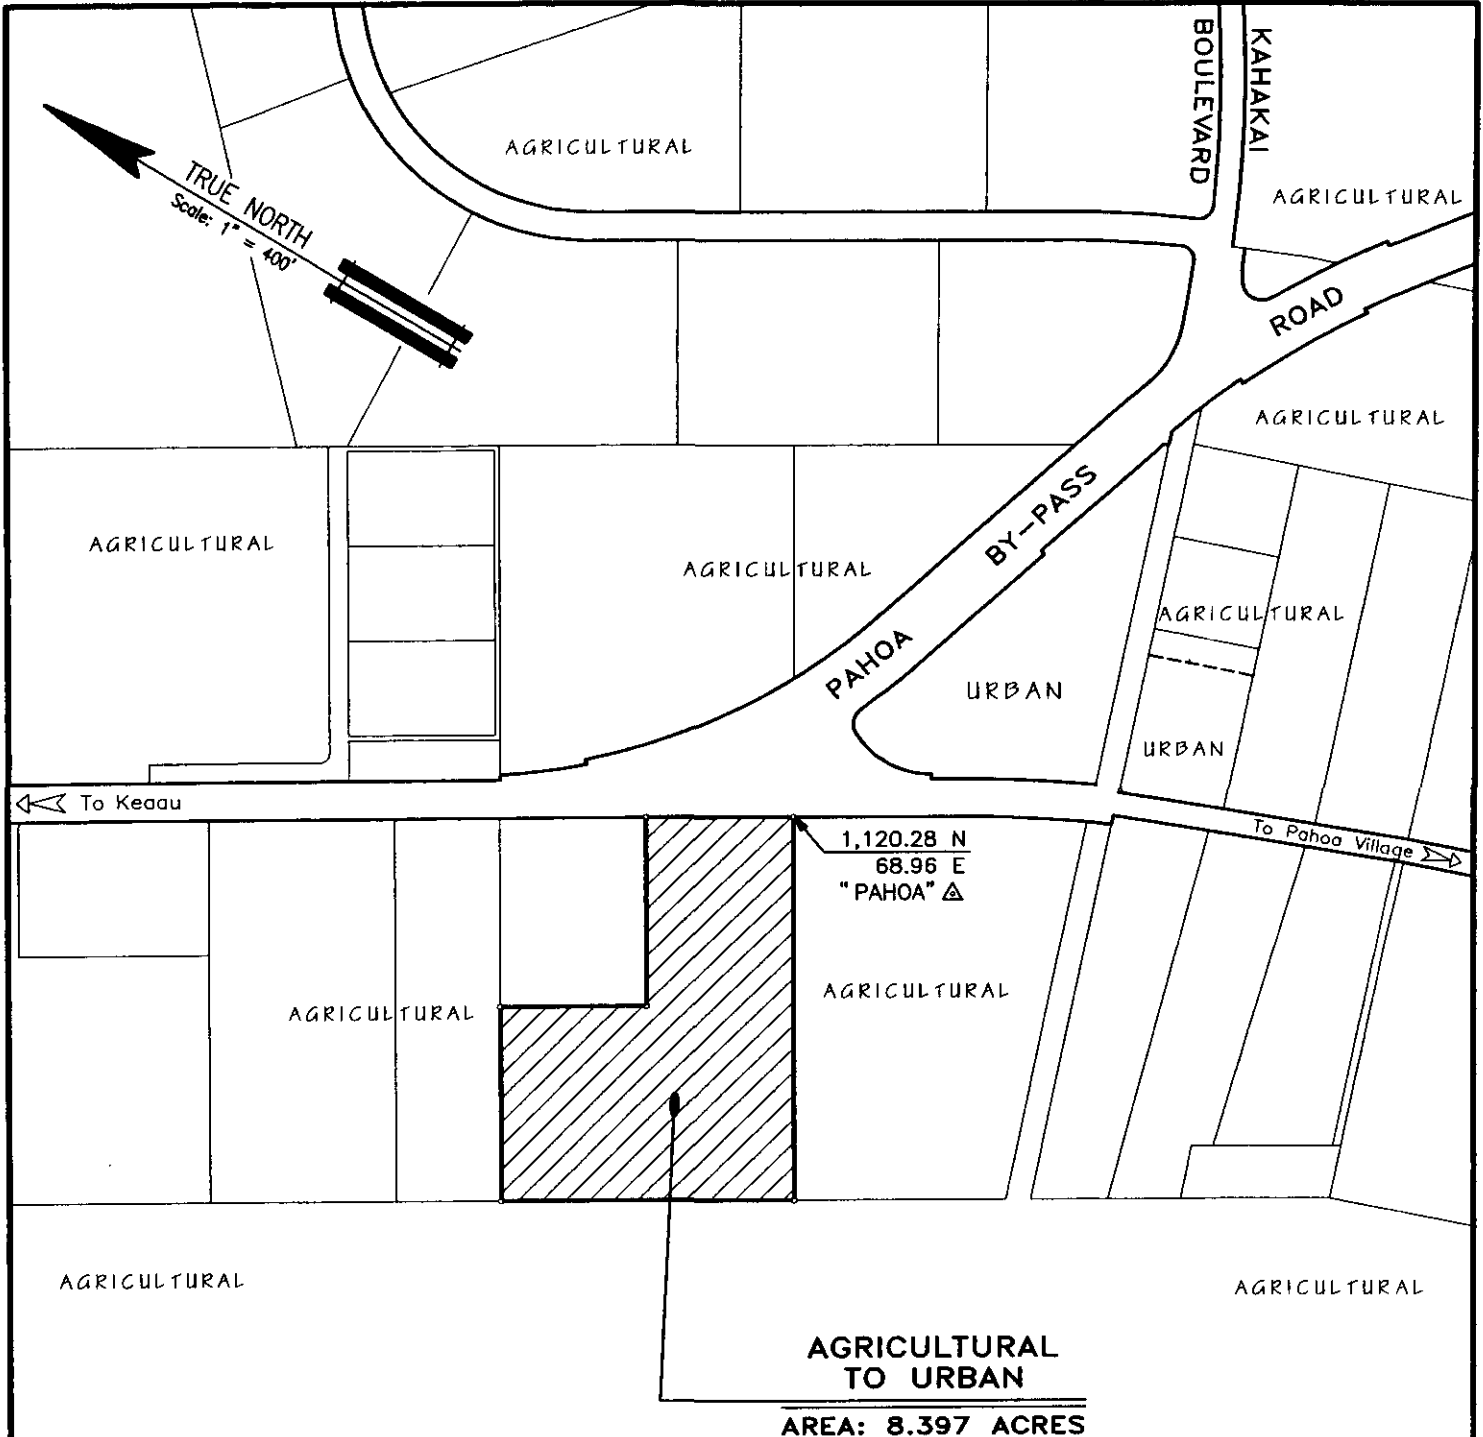 BOULEVARD
KAHAKAI
AGRICULTURAL
AGRICULTURAL
TRUE NORTH
Scale: 1" = 400'
ROAD
AGRICULTURAL
BY-PASS
AGRICULTURAL
AGRICULTURAL
AGRICULTURAL
PAHOA
URBAN
URBAN
To Keaau
To Pahoa Village
1,120.28 N
68.96 E
"PAHOA"
AGRICULTURAL
AGRICULTURAL
AGRICULTURAL
AGRICULTURAL
AGRICULTURAL
TO URBAN
AREA: 8.397 ACRES